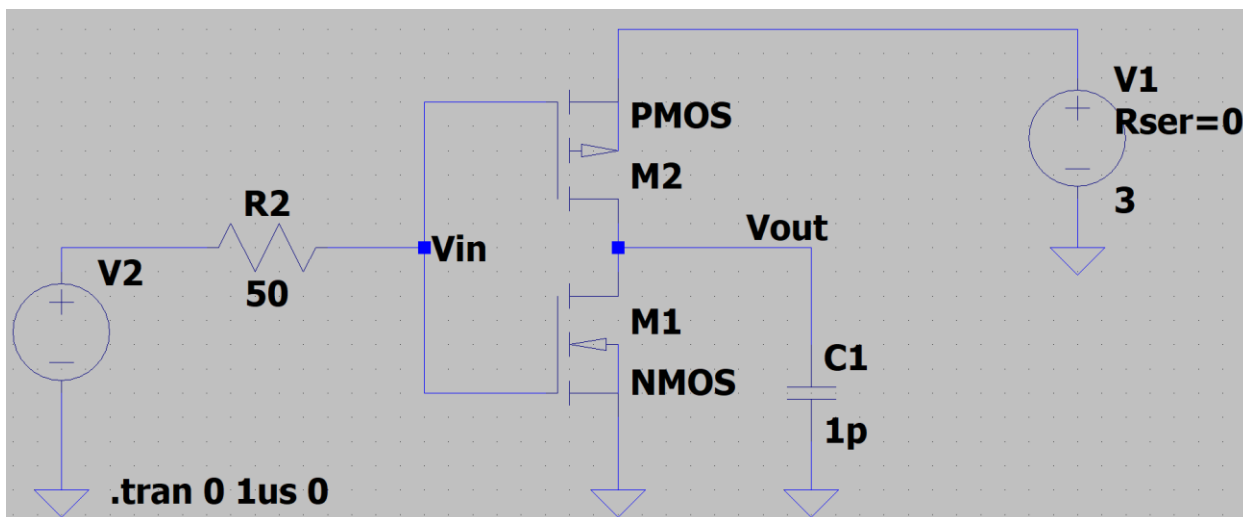 V1
Rser=0
3
PMOS
M2
R2
50
Vin
Vout
V2
M1
NMOS
C1
1p
.tran 0 1us 0